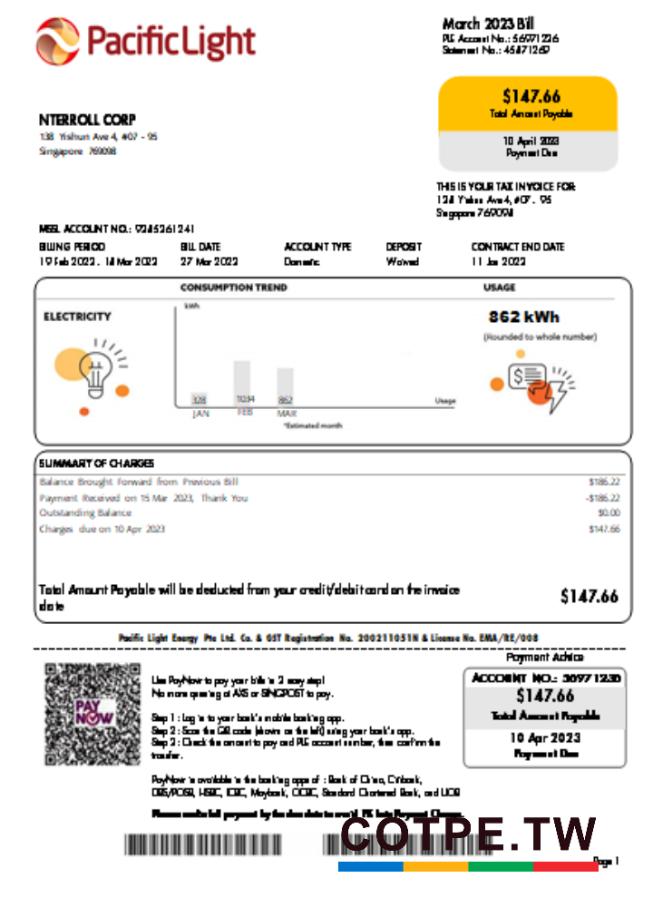 PacificLight
March 2023 Bill
PLE Account No.: 56971236
Statement No.: 45871269
$147.66
Total Amount Payable
10 April 2023
Payment Due
NTERROLL CORP
138 Yishun Ave 4, #07 - 95
Singapore 769098
THIS IS YOUR TAX INVOICE FOR:
138 Yishun Ave 4, #07 - 95
Singapore 769098
MSSL ACCOUNT NO.: 9385261241
BILLING PERIOD BILL DATE ACCOUNT TYPE DEPOSIT CONTRACT END DATE
19 Feb 2023 - 18 Mar 2023 27 Mar 2023 Domestic Waived 11 Jan 2022
CONSUMPTION TREND USAGE
kWh
ELECTRICITY
862 kWh
(Rounded to whole number)
328 1034 862
Usage
JAN FEB MAR
*Estimated month
SUMMARY OF CHARGES
Balance Brought Forward from Previous Bill $186.22
Payment Received on 15 Mar 2023, Thank You -$186.22
Outstanding Balance $0.00
Charges due on 10 Apr 2023 $147.66
Total Amount Payable will be deducted from your credit/debit card on the invoice
date
$147.66
Pacific Light Energy Pte Ltd. Co. & GST Registration No. 200211051N & License No. EMA/RE/008
Payment Advice
ACCOUNT NO.: 56971236
$147.66
Total Amount Payable
10 Apr 2023
Payment Due
PAY
NOW
Use PayNow to pay your bills in 3 easy steps!
No more queuing at AXS or SINGPOST to pay.
Step 1 : Log in to your bank's mobile banking app.
Step 2 : Scan the QR code (shown on the left) using your bank's app.
Step 3 : Check the amount to pay and PLE account number, then confirm the
transfer.
PayNow is available in the banking apps of : Bank of China, Citibank,
DBS/POSB, HSBC, ICBC, Maybank, OCBC, Standard Chartered Bank, and UOB
Please make full payment by the due date to avoid Late Payment Charge.
COTPE.TW
Page 1